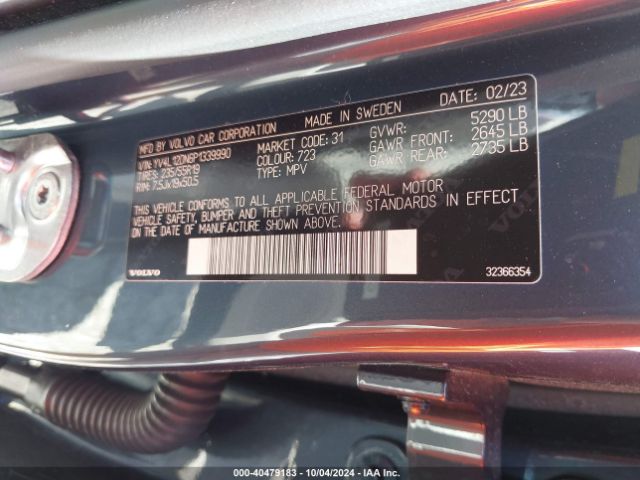 MFD BY VOLVO CAR CORPORATION MADE IN SWEDEN DATE: 02/23
VIN: YV4L12DN6P1339990 MARKET CODE: 31 GVWR: 5290 LB
TIRES: 235/55R19 COLOUR: 723 GAWR FRONT: 2645 LB
RIM: 7.5Jx19x50.5 TYPE: MPV GAWR REAR: 2735 LB
THIS VEHICLE CONFORMS TO ALL APPLICABLE FEDERAL MOTOR
VEHICLE SAFETY, BUMPER AND THEFT PREVENTION STANDARDS IN EFFECT
ON THE DATE OF MANUFACTURE SHOWN ABOVE.
VOLVO 32366354
000-40479183 - 10/04/2024 - IAAI.com